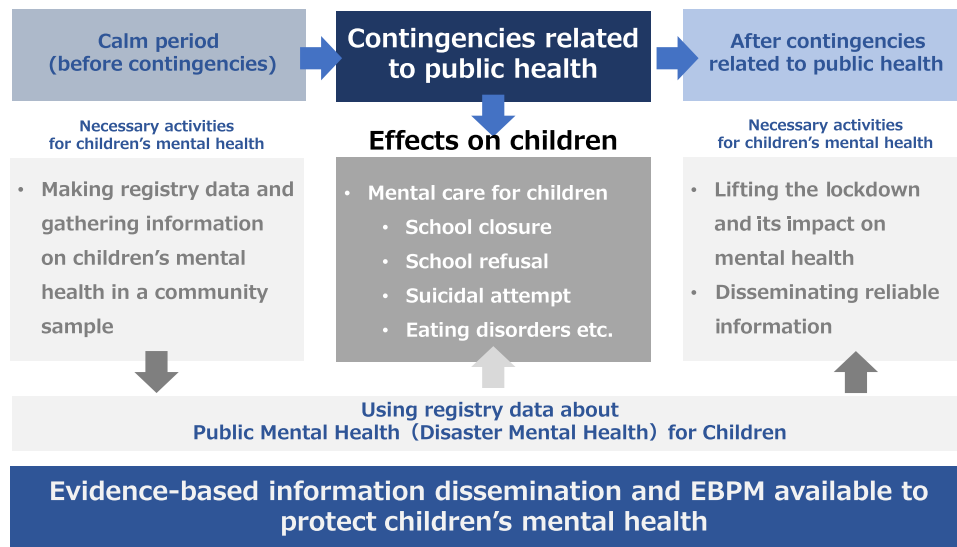 Calm period
(before contingencies)
Contingencies related
to public health
After contingencies
related to public health
Necessary activities
for children's mental health
• Making registry data and
gathering information
on children's mental
health in a community
sample
Effects on children
• Mental care for children
• School closure
• School refusal
• Suicidal attempt
• Eating disorders etc.
Necessary activities
for children's mental health
• Lifting the lockdown
and its impact on
mental health
• Disseminating reliable
information
Using registry data about
Public Mental Health（Disaster Mental Health）for Children
Evidence-based information dissemination and EBPM available to
protect children's mental health